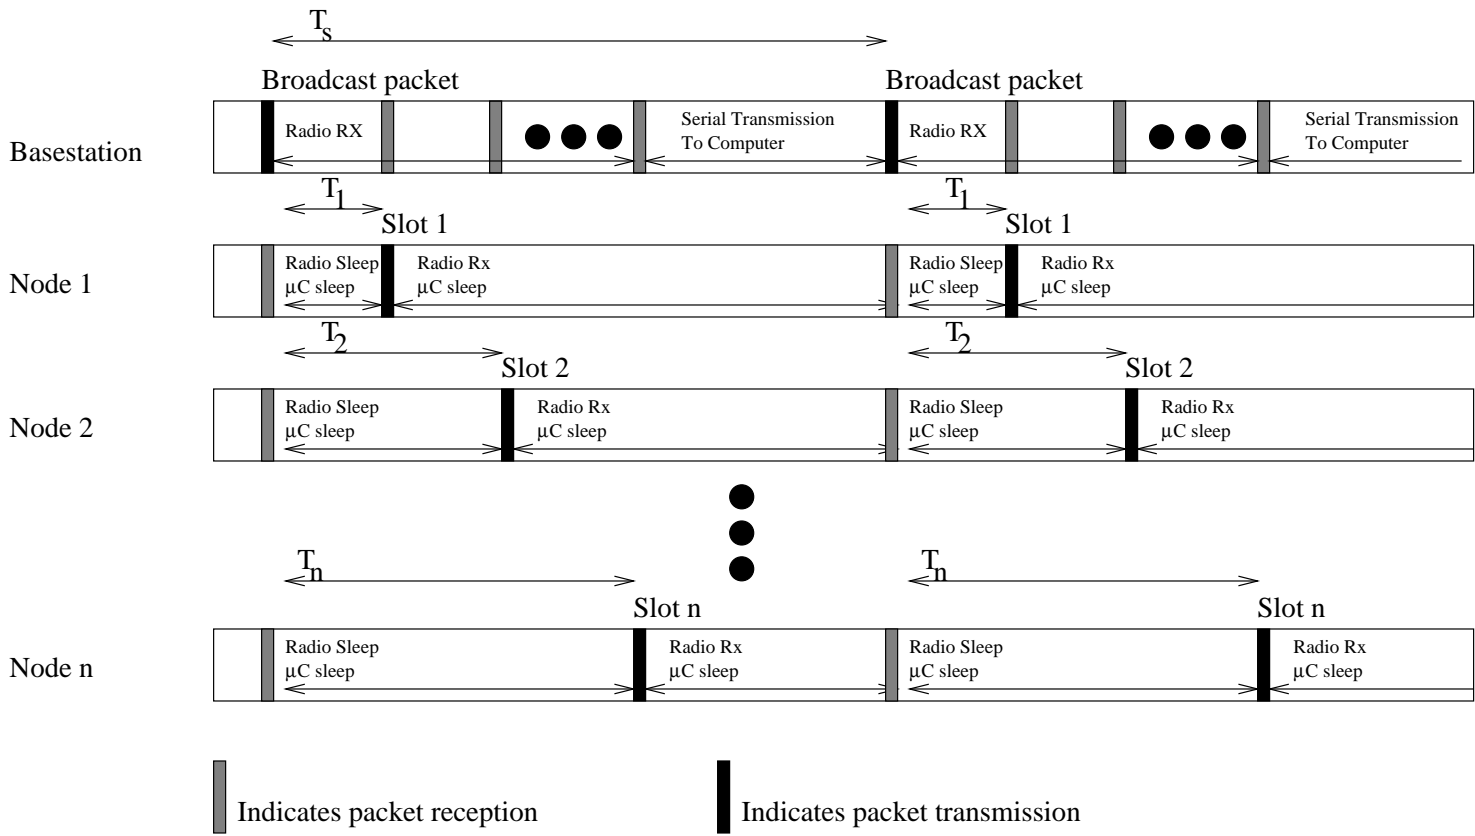 Ts
Broadcast packet Broadcast packet
Basestation
Radio RX
Serial Transmission
To Computer
Radio RX
Serial Transmission
To Computer
T1 T1
Slot 1 Slot 1
Node 1
Radio Sleep
µC sleep
Radio Rx
µC sleep
Radio Sleep
µC sleep
Radio Rx
µC sleep
T2 T2
Slot 2 Slot 2
Node 2
Radio Sleep
µC sleep
Radio Rx
µC sleep
Radio Sleep
µC sleep
Radio Rx
µC sleep
Tn Tn
Slot n Slot n
Node n
Radio Sleep
µC sleep
Radio Rx
µC sleep
Radio Sleep
µC sleep
Radio Rx
µC sleep
Indicates packet reception
Indicates packet transmission